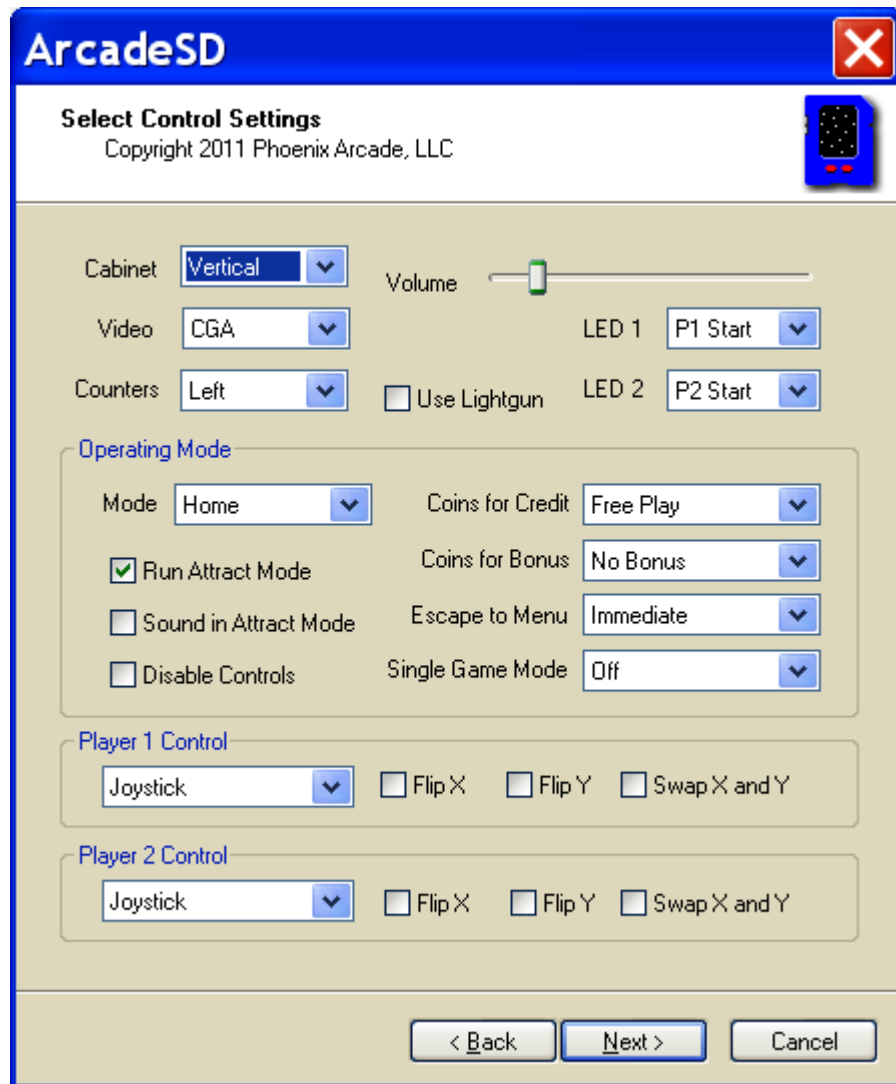 ArcadeSD
Select Control Settings
Copyright 2011 Phoenix Arcade, LLC
Cabinet Vertical Volume
Video CGA LED 1 P1 Start
Counters Left Use Lightgun LED 2 P2 Start
Operating Mode
Mode Home Coins for Credit Free Play
Run Attract Mode Coins for Bonus No Bonus
Sound in Attract Mode Escape to Menu Immediate
Disable Controls Single Game Mode Off
Player 1 Control
Joystick Flip X Flip Y Swap X and Y
Player 2 Control
Joystick Flip X Flip Y Swap X and Y
< Back Next > Cancel